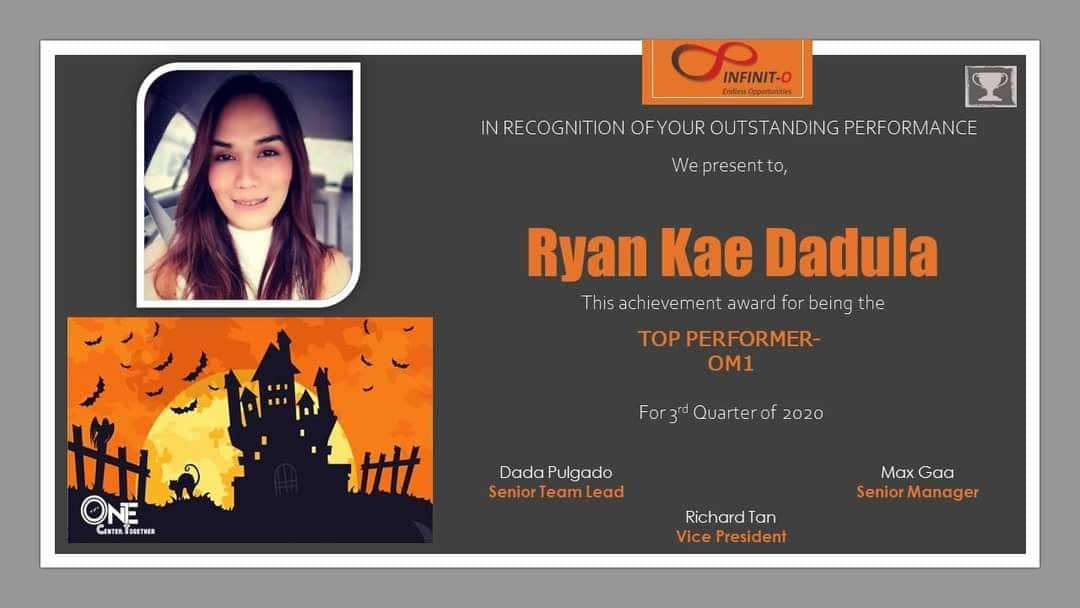 INFINIT-O
Endless Opportunities
IN RECOGNITION OF YOUR OUTSTANDING PERFORMANCE
We present to,
Ryan Kae Dadula
This achievement award for being the
TOP PERFORMER-
OM1
For 3rd Quarter of 2020
Dada Pulgado
Senior Team Lead
Max Gaa
Senior Manager
Richard Tan
Vice President
ONE
CENTER. TOGETHER